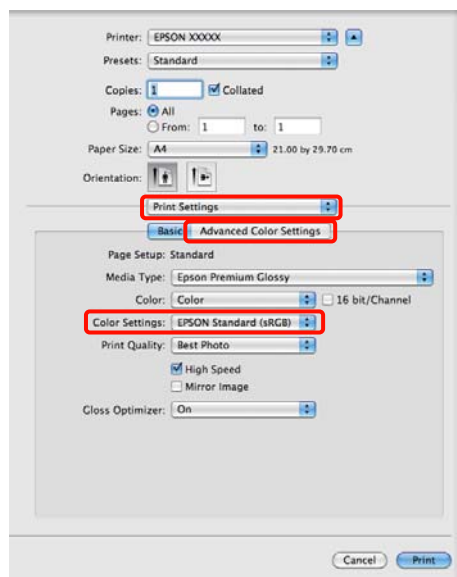 Printer: EPSON XXXXX
Presets: Standard
Copies: 1 Collated
Pages: All
From: 1 to: 1
Paper Size: A4 21.00 by 29.70 cm
Orientation:
Print Settings
Basic Advanced Color Settings
Page Setup: Standard
Media Type: Epson Premium Glossy
Color: Color 16 bit/Channel
Color Settings: EPSON Standard (sRGB)
Print Quality: Best Photo
High Speed
Mirror Image
Gloss Optimizer: On
Cancel Print